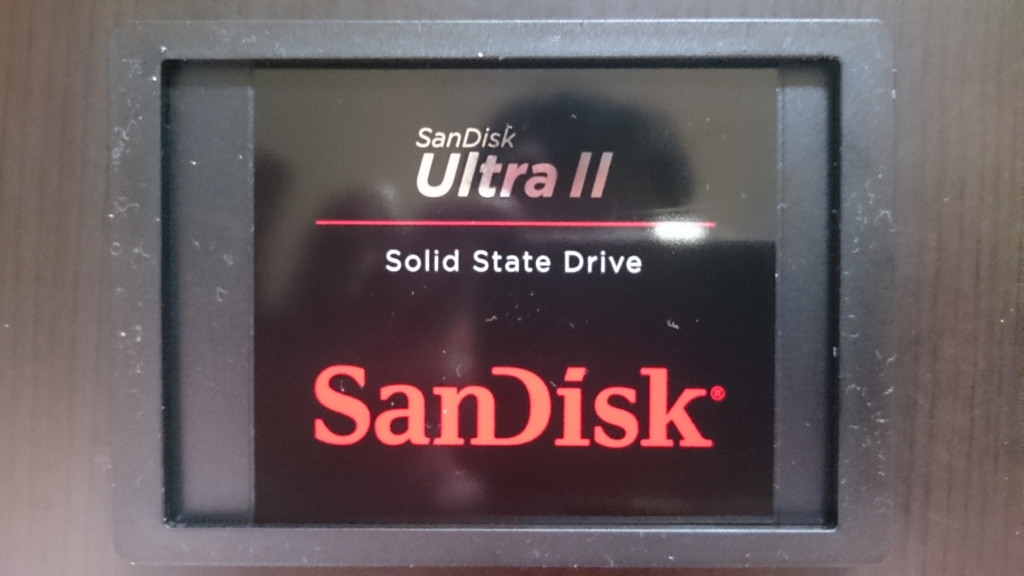 SanDisk
Ultra II
Solid State Drive
SanDisk®